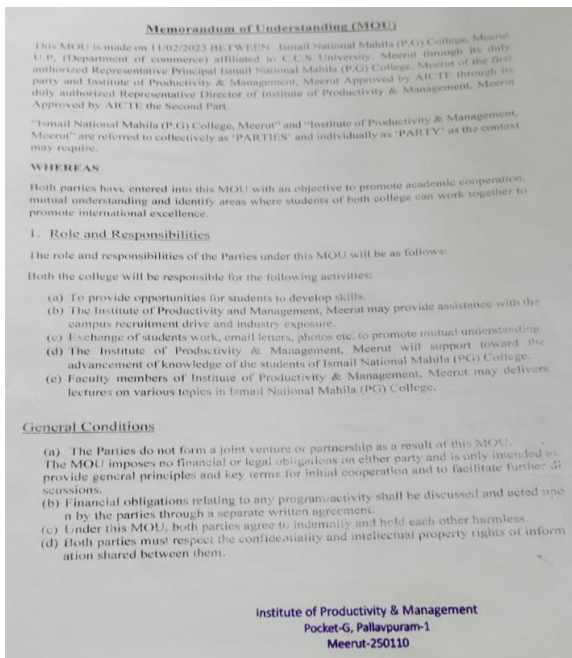 Memorandum of Understanding (MOU)
This MOU is made on 11/02/2023 BETWEEN Ismail National Mahila (P.G) College, Meerut
U.P. (Department of commerce) affiliated to C.C.S University, Meerut through its duly
authorized Representative Principal Ismail National Mahila (P.G) College, Meerut of the first
party and Institute of Productivity & Management, Meerut Approved by AICTE through its
duly authorized Representative Director of Institute of Productivity & Management, Meerut
Approved by AICTE the Second Part.
"Ismail National Mahila (P.G) College, Meerut" and "Institute of Productivity & Management,
Meerut" are referred to collectively as 'PARTIES' and individually as 'PARTY' as the context
may require.
WHEREAS
Both parties have entered into this MOU with an objective to promote academic cooperation,
mutual understanding and identify areas where students of both college can work together to
promote international excellence.
1. Role and Responsibilities
The role and responsibilities of the Parties under this MOU will be as follows:
Both the college will be responsible for the following activities:
(a) To provide opportunities for students to develop skills.
(b) The Institute of Productivity and Management, Meerut may provide assistance with the
campus recruitment drive and industry exposure.
(c) Exchange of students work, email letters, photos etc. to promote mutual understanding.
(d) The Institute of Productivity & Management, Meerut will support toward the
advancement of knowledge of the students of Ismail National Mahila (PG) College.
(e) Faculty members of Institute of Productivity & Management, Meerut may delivers
lectures on various topics in Ismail National Mahila (PG) College.
General Conditions
(a) The Parties do not form a joint venture or partnership as a result of this MOU.
The MOU imposes no financial or legal obligations on either party and is only intended to
provide general principles and key terms for initial cooperation and to facilitate further di
scussions.
(b) Financial obligations relating to any program/activity shall be discussed and acted upo
n by the parties through a separate written agreement.
(c) Under this MOU, both parties agree to indemnify and hold each other harmless.
(d) Both parties must respect the confidentiality and intellectual property rights of inform
ation shared between them.
Institute of Productivity & Management
Pocket-G, Pallavpuram-1
Meerut-250110